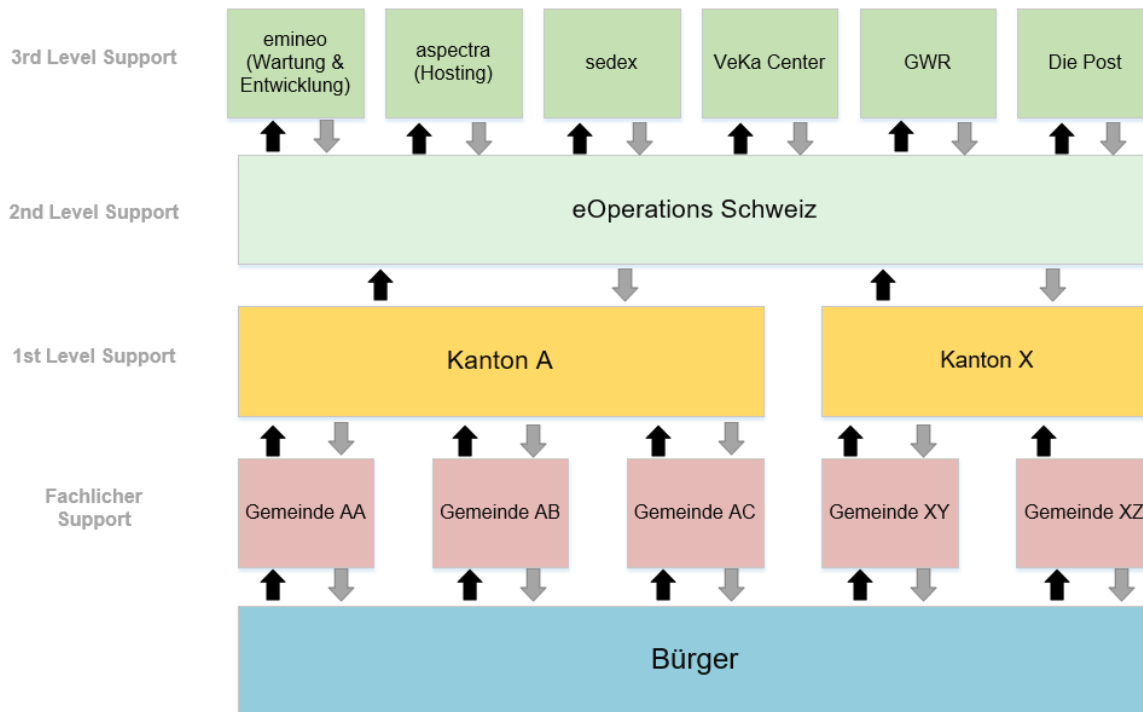 3rd Level Support
emineo
(Wartung &
Entwicklung)
aspectra
(Hosting)
sedex
VeKa Center
GWR
Die Post
2nd Level Support
eOperations Schweiz
1st Level Support
Kanton A
Kanton X
Fachlicher
Support
Gemeinde AA
Gemeinde AB
Gemeinde AC
Gemeinde XY
Gemeinde XZ
Bürger